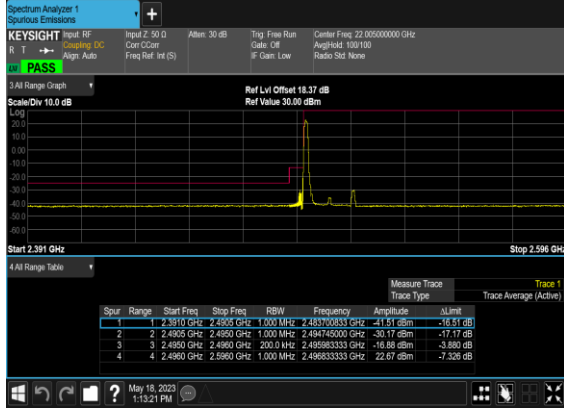 Spectrum Analyzer 1
Spurious Emissions
+
KEYSIGHT Input: RF Input Z: 50 Ω Atten: 30 dB Trig: Free Run Center Freq: 22.005000000 GHz
R T Coupling: DC Corr CCorr Gate: Off Avg|Hold: 100/100
Align: Auto Freq Ref: Int (S) IF Gain: Low Radio Std: None
PASS
3 All Range Graph
Ref Lvl Offset 18.37 dB
Scale/Div 10.0 dB Ref Value 30.00 dBm
Log
20.0
10.0
0.00
-10.0
-20.0
-30.0
-40.0
-50.0
-60.0
Start 2.391 GHz Stop 2.596 GHz
4 All Range Table
Measure Trace Trace 1
Trace Type Trace Average (Active)
Spur Range Start Freq Stop Freq RBW Frequency Amplitude ΔLimit
1 1 2.3910 GHz 2.4905 GHz 1.000 MHz 2.483700833 GHz -41.51 dBm -16.51 dB
2 2 2.4905 GHz 2.4950 GHz 1.000 MHz 2.494745000 GHz -30.17 dBm -17.17 dB
3 3 2.4950 GHz 2.4960 GHz 200.0 kHz 2.495983333 GHz -16.88 dBm -3.880 dB
4 4 2.4960 GHz 2.5960 GHz 1.000 MHz 2.496833333 GHz 22.67 dBm -7.326 dB
? May 18, 2023
1:13:21 PM